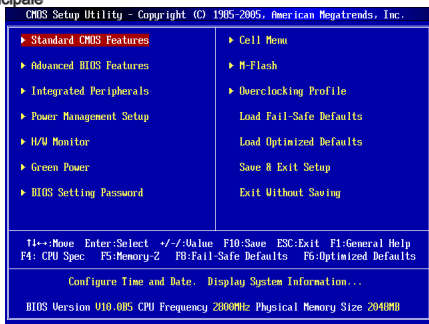 ncipale
CMOS Setup Utility - Copyright (C) 1985-2005, American Megatrends, Inc.
▶ Standard CMOS Features
▶ Advanced BIOS Features
▶ Integrated Peripherals
▶ Power Management Setup
▶ H/W Monitor
▶ Green Power
▶ BIOS Setting Password
▶ Cell Menu
▶ M-Flash
▶ Overclocking Profile
Load Fail-Safe Defaults
Load Optimized Defaults
Save & Exit Setup
Exit Without Saving
↑↓←→:Move Enter:Select +/-/:Value F10:Save ESC:Exit F1:General Help
F4: CPU Spec F5:Memory-Z F8:Fail-Safe Defaults F6:Optimized Defaults
Configure Time and Date. Display System Information...
BIOS Version V10.0B5 CPU Frequency 2800MHz Physical Memory Size 2048MB